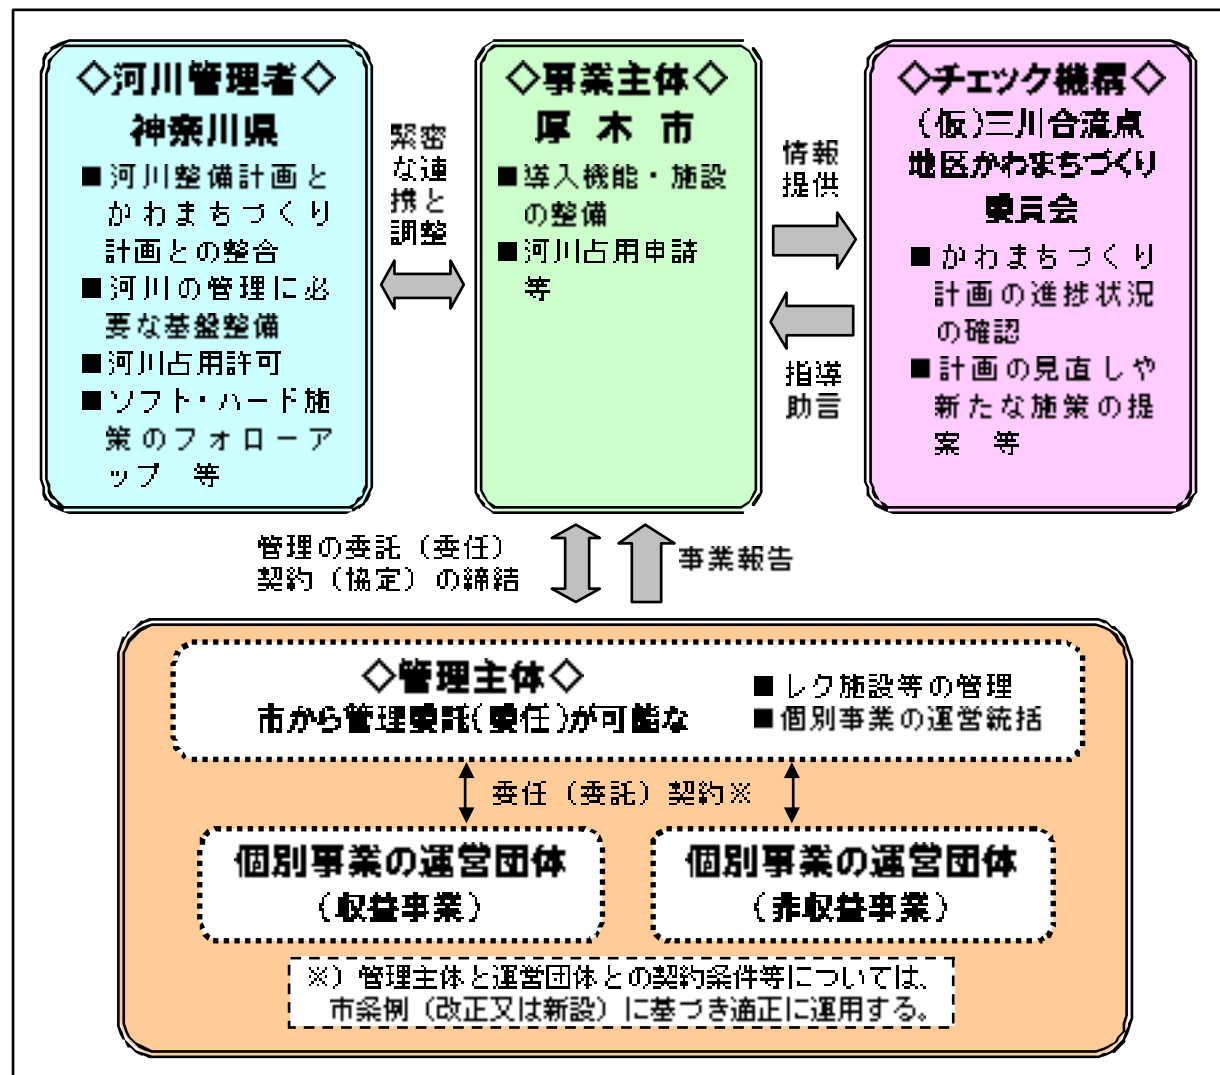 ◇河川管理者◇
神奈川県
■河川整備計画と
かわまちづくり
計画との整合
■河川の管理に必
要な基盤整備
■河川占用許可
■ソフト・ハード施
策のフォローア
ップ 等
緊密
な連
携と
調整
◇事業主体◇
厚木市
■導入機能・施設
の整備
■河川占用申請
等
情報
提供
指導
助言
◇チェック機構◇
(仮)三川合流点
地区かわまちづくり
委員会
■かわまちづくり
計画の進捗状況
の確認
■計画の見直しや
新たな施策の提
案 等
管理の委託（委任）
契約（協定）の締結
事業報告
◇管理主体◇
市から管理委託(委任)が可能な
■レク施設等の管理
■個別事業の運営統括
委任（委託）契約※
個別事業の運営団体
（収益事業）
個別事業の運営団体
（非収益事業）
※）管理主体と運営団体との契約条件等については、
市条例（改正又は新設）に基づき適正に運用する。